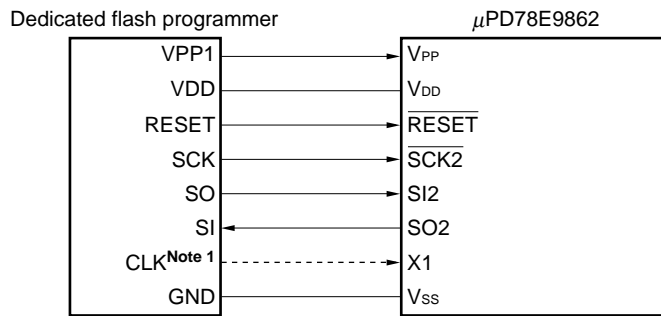 Dedicated flash programmer μPD78E9862
VPP1 VPP
VDD VDD
RESET RESET
SCK SCK2
SO SI2
SI SO2
CLKNote 1 X1
GND VSS